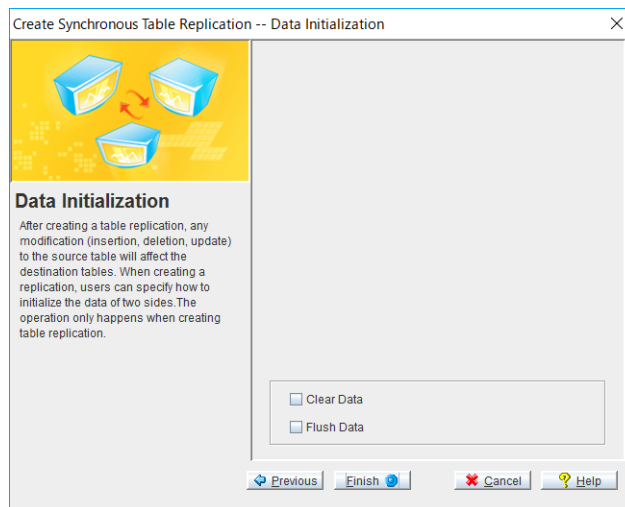 Create Synchronous Table Replication -- Data Initialization
Data Initialization
After creating a table replication, any
modification (insertion, deletion, update)
to the source table will affect the
destination tables. When creating a
replication, users can specify how to
initialize the data of two sides.The
operation only happens when creating
table replication.
Clear Data
Flush Data
Previous Finish Cancel Help